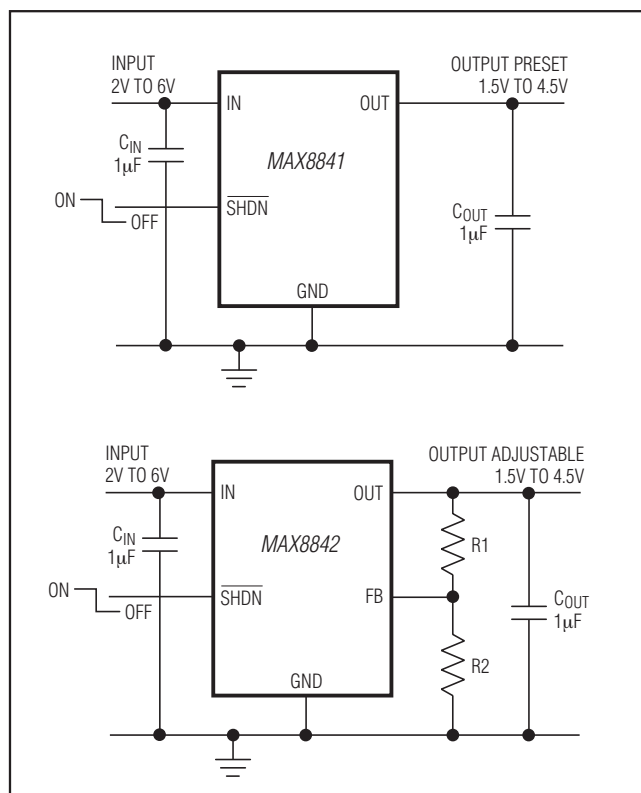 INPUT
2V TO 6V
OUTPUT PRESET
1.5V TO 4.5V
IN
OUT
CIN
1μF
MAX8841
ON
OFF
SHDN
COUT
1μF
GND
INPUT
2V TO 6V
OUTPUT ADJUSTABLE
1.5V TO 4.5V
IN
OUT
CIN
1μF
MAX8842
R1
ON
OFF
SHDN
FB
COUT
1μF
R2
GND